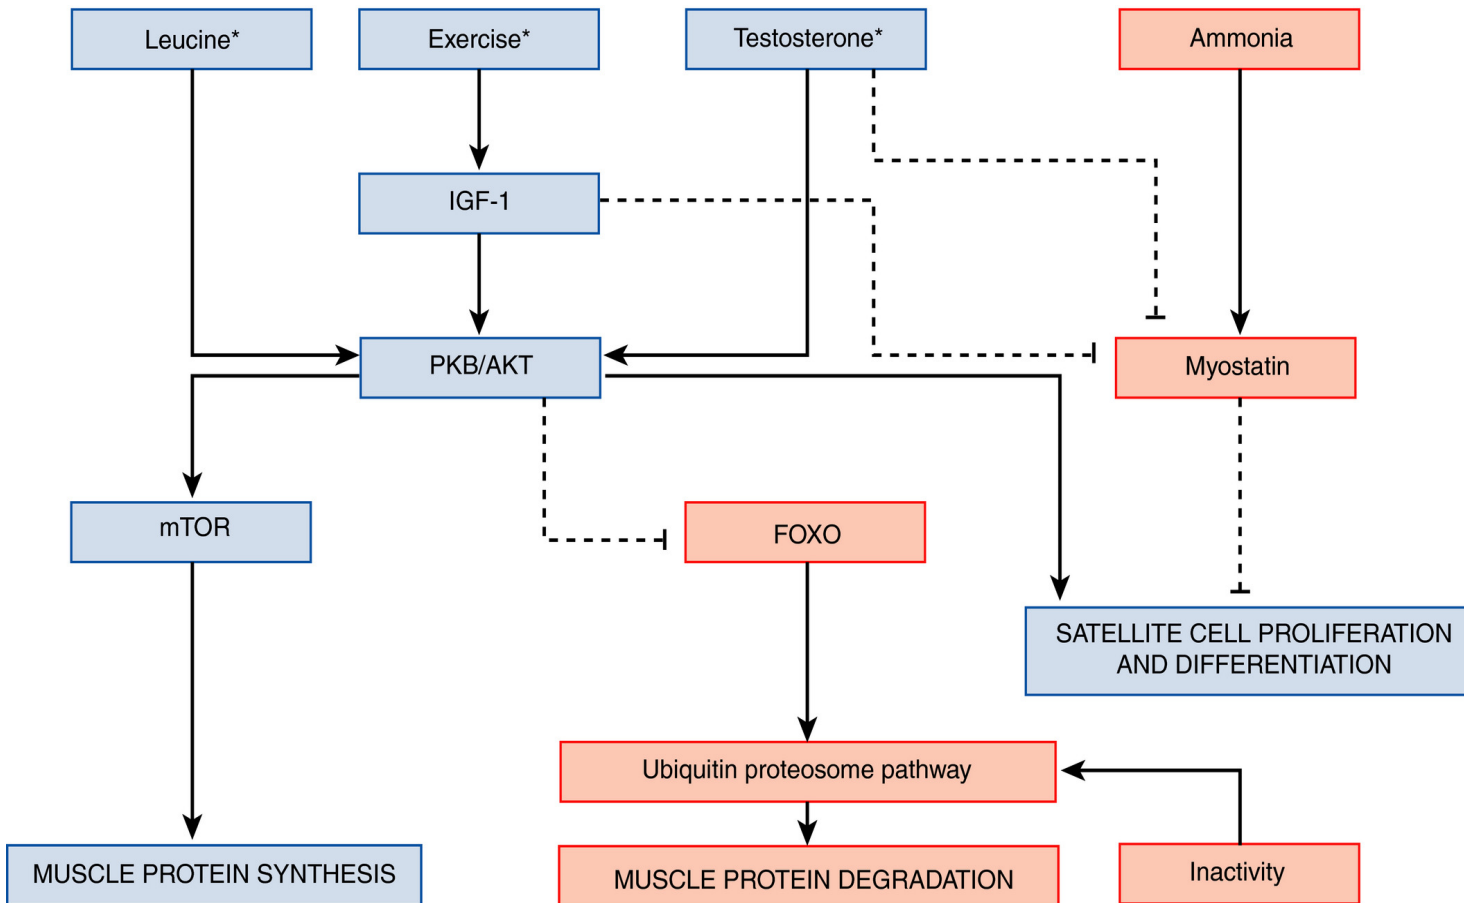 Leucine*
Exercise*
Testosterone*
Ammonia
IGF-1
PKB/AKT
Myostatin
mTOR
FOXO
SATELLITE CELL PROLIFERATION
AND DIFFERENTIATION
Ubiquitin proteosome pathway
MUSCLE PROTEIN SYNTHESIS
MUSCLE PROTEIN DEGRADATION
Inactivity